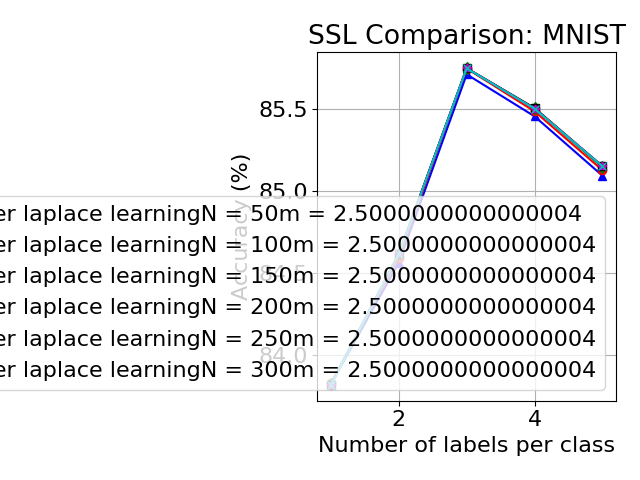 SSL Comparison: MNIST
85.5
85.0
84.5
84.0
Accuracy (%)
er laplace learningN = 50m = 2.5000000000000004
er laplace learningN = 100m = 2.5000000000000004
er laplace learningN = 150m = 2.5000000000000004
er laplace learningN = 200m = 2.5000000000000004
er laplace learningN = 250m = 2.5000000000000004
er laplace learningN = 300m = 2.5000000000000004
2 4
Number of labels per class